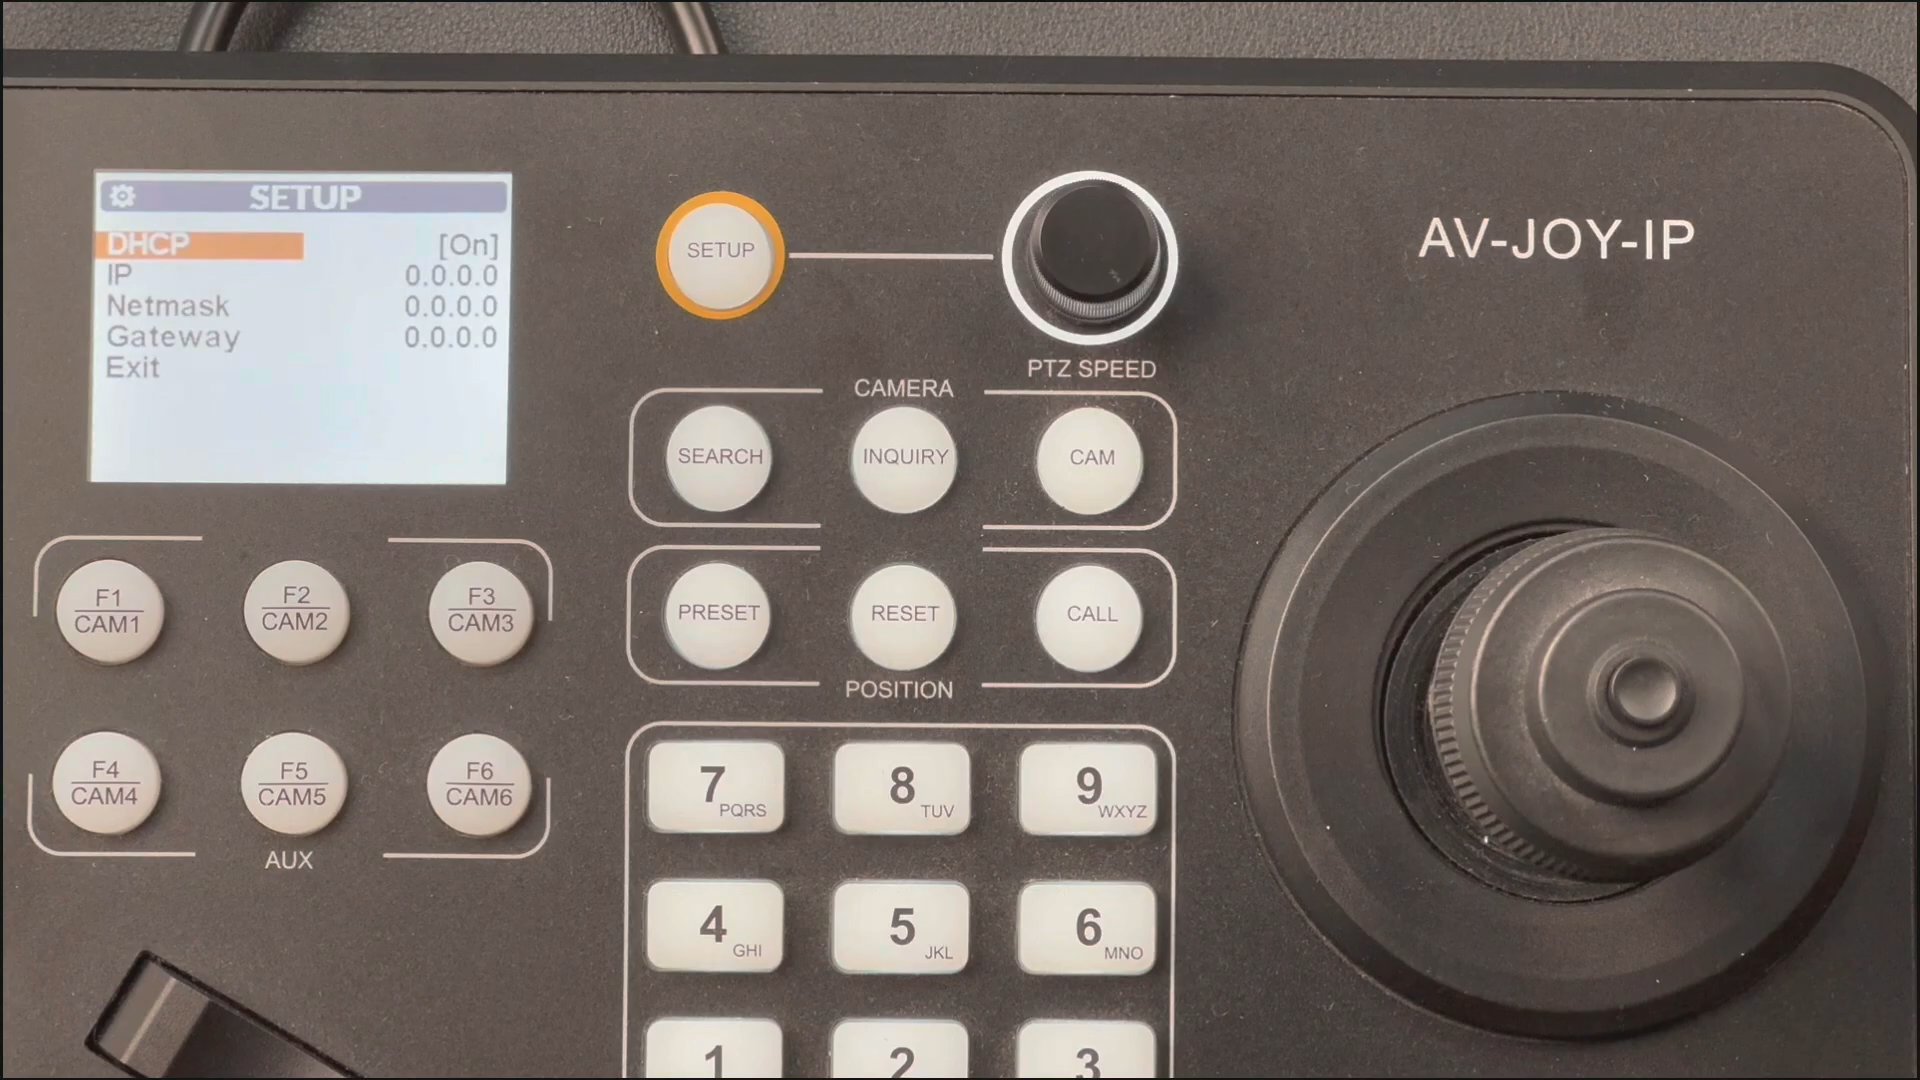 SETUP
DHCP [On]
IP 0.0.0.0
Netmask 0.0.0.0
Gateway 0.0.0.0
Exit
SETUP
PTZ SPEED
AV-JOY-IP
CAMERA
SEARCH INQUIRY CAM
PRESET RESET CALL
POSITION
F1 CAM1
F2 CAM2
F3 CAM3
F4 CAM4
F5 CAM5
F6 CAM6
AUX
7 PQRS
8 TUV
9 WXYZ
4 GHI
5 JKL
6 MNO
1
2
3